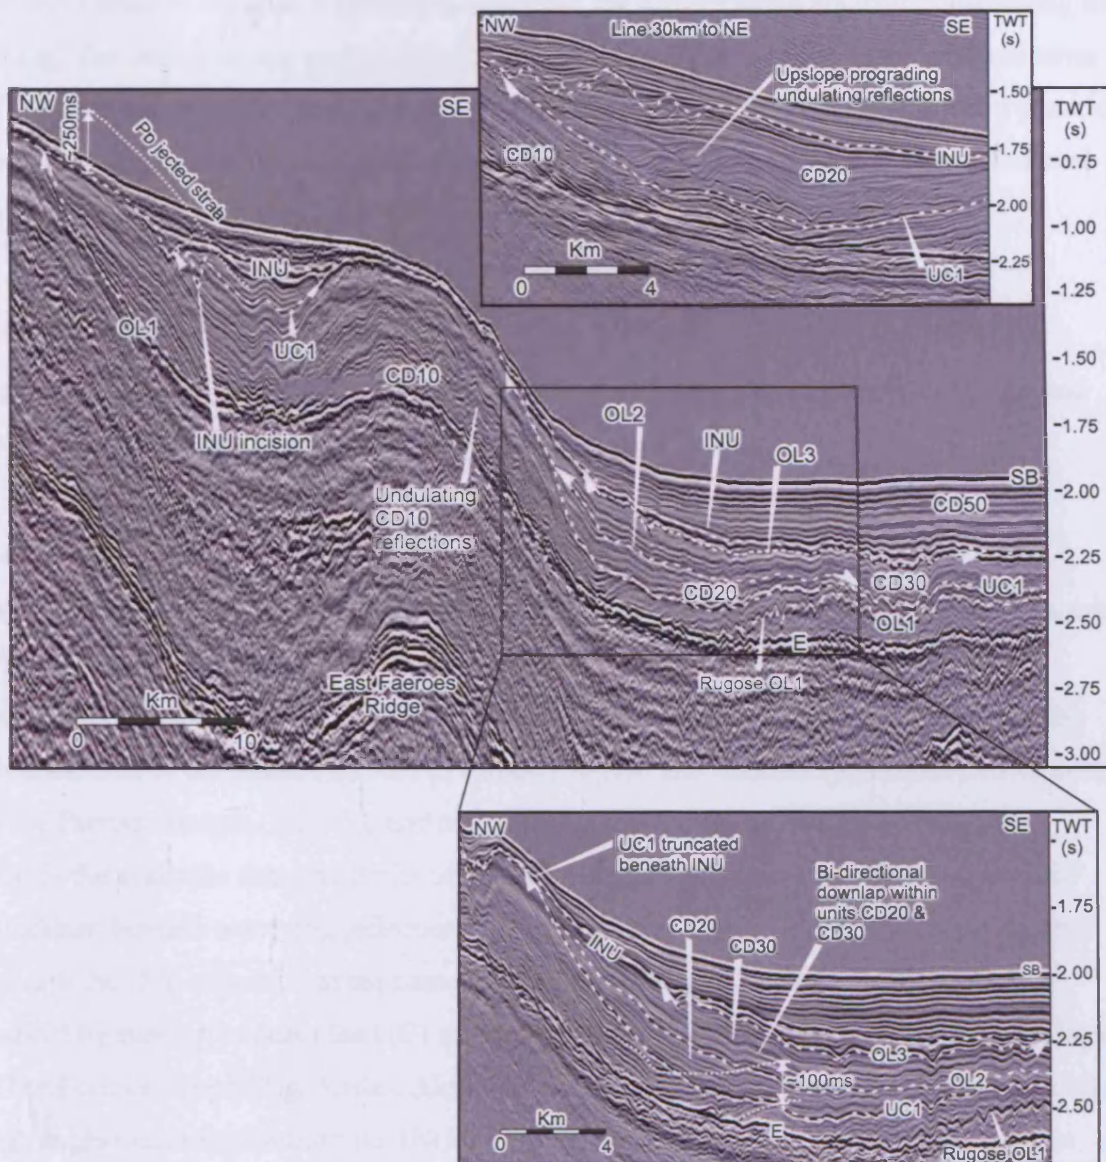 NW
Line 30km to NE
SE
TWT
(s)
Upslope prograding
undulating reflections
-1.50
CD10
INU
-1.75
CD20
-2.00
Km
UC1
-2.25
0
4
NW
~250ms
Pojected strata
SE
TWT
(s)
-0.75
-1.00
INU
-1.25
OL1
UC1
-1.50
CD10
INU incision
OL2
INU
OL3
-1.75
SB
-2.00
Undulating
CD10
reflections
CD50
-2.25
CD30
CD20
UC1
OL1
-2.50
E
Rugose OL1
East Faeroes
Ridge
-2.75
Km
0
10
-3.00
NW
SE
TWT
(s)
UC1 truncated
beneath INU
Bi-directional
downlap within
units CD20 &
CD30
-1.75
CD20
CD30
INU
SB
-2.00
-2.25
OL3
~100ms
OL2
Km
UC1
-2.50
E
0
4
Rugose OL1